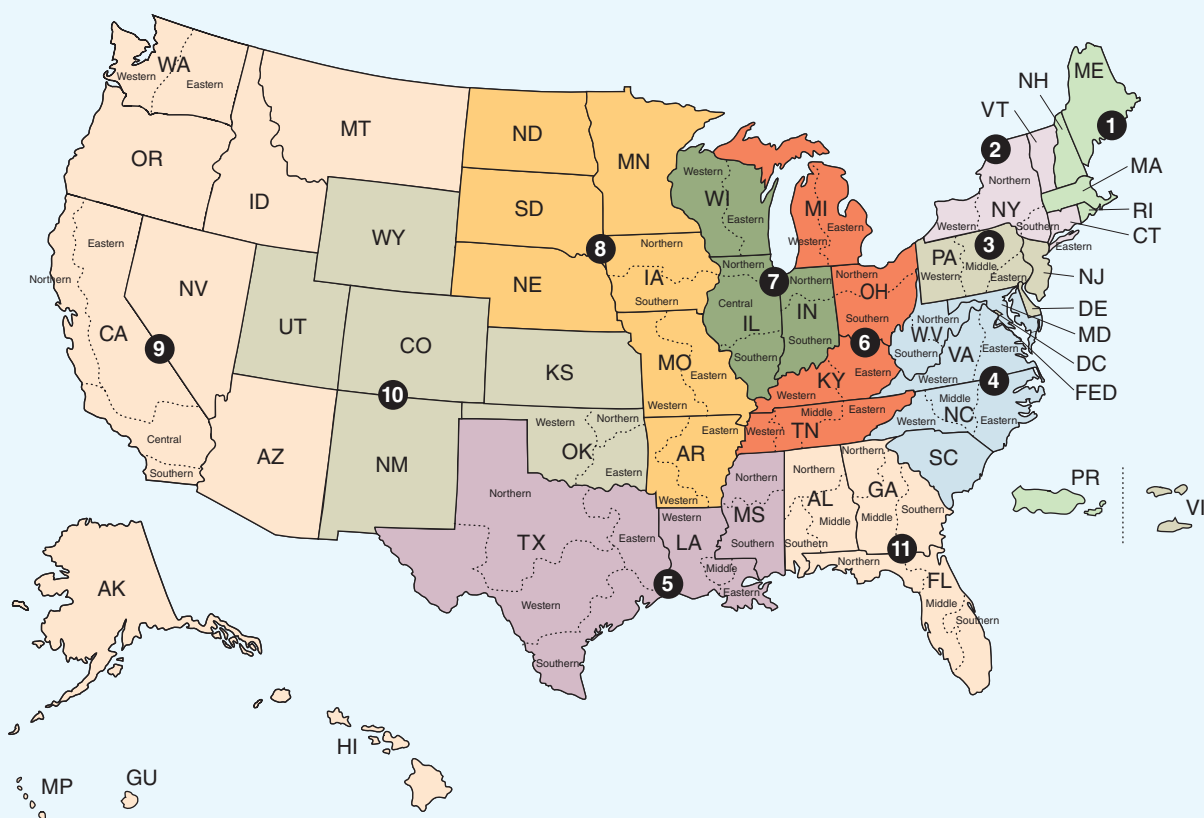 WA
Western
Eastern
MT
ND
MN
OR
ID
SD
WY
NE
Northern
Eastern
NV
UT
CO
CA
9
Central
Southern
AZ
10
NM
KS
8
Northern
IA
Southern
MO
Eastern
Western
Western
Northern
OK
Eastern
AR
Eastern
Western
Western
WI
Eastern
Northern
7
Central
IL
Southern
Northern
IN
Southern
MI
Eastern
Western
Northern
OH
Southern
6
KY
Eastern
Western
Western
Middle
Eastern
TN
ME
NH
VT
1
2
MA
Northern
NY
Western
Southern
Eastern
RI
CT
3
PA
Western
Middle
Eastern
NJ
DE
MD
DC
FED
Northern
WV
Southern
VA
Eastern
Western
4
Middle
NC
Western
Eastern
SC
PR
VI
Northern
TX
Eastern
Western
Southern
5
Western
LA
Middle
Eastern
Northern
MS
Southern
Northern
AL
Middle
Southern
Northern
GA
Middle
Southern
11
Northern
FL
Middle
Southern
AK
HI
GU
MP